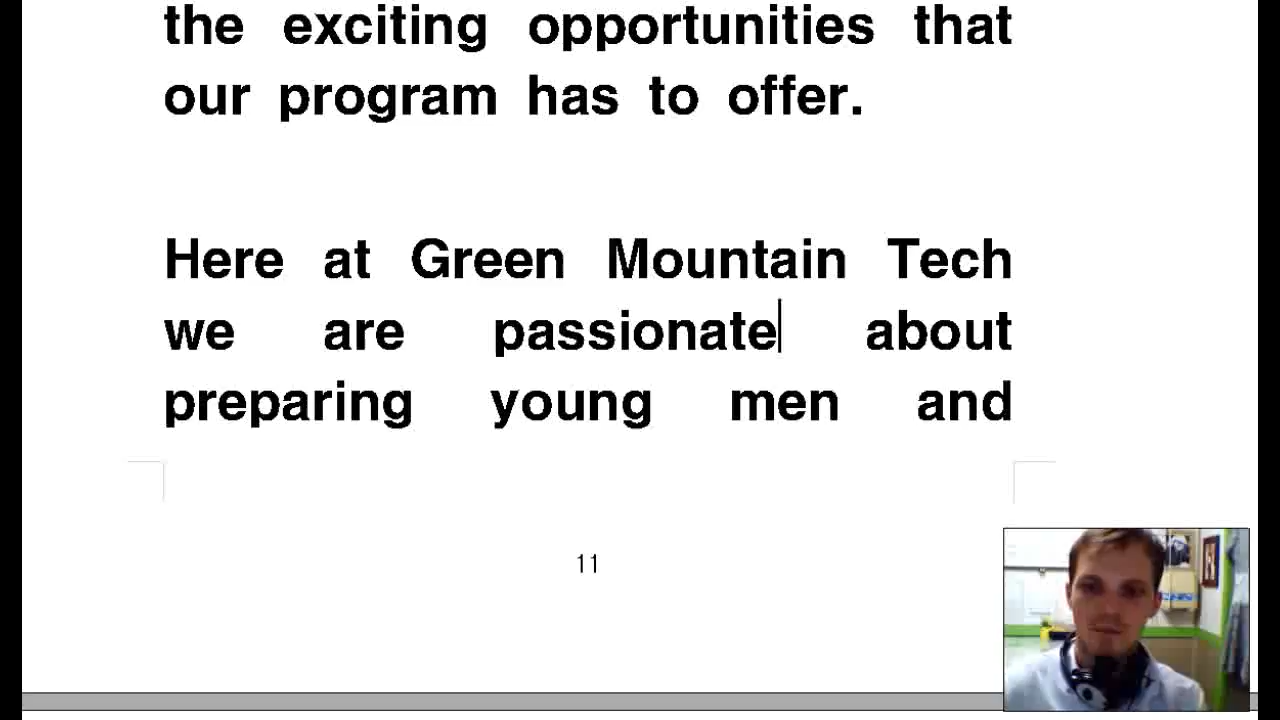 the exciting opportunities that
our program has to offer.
Here at Green Mountain Tech
we are passionate about
preparing young men and
11